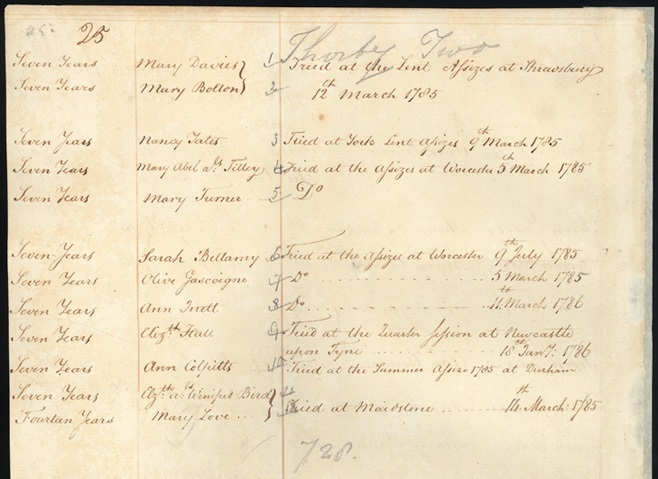 25. 25
Thirty Two
Seven Years Mary Davies } 1 Tried at the Lent Assizes at Shrewsbury
Seven Years Mary Bolton } 2 12th March 1785
Seven Years Nancy Yates 3 Tried at York Lent Assizes 9th March 1785
Seven Years Mary Abel als Tilley 4 Tried at the Assizes at Worcester 5th March 1785
Seven Years Mary Turner 5 Do
Seven Years Sarah Bellamy 6 Tried at the Assizes at Worcester 9th July 1785
Seven Years Olive Gascoigne 7 Do 5 March 1785
Seven Years Ann 8 Do 4th March 1786
Seven Years Elizth Hall 9 Tried at the Quarter Session at Newcastle
upon Tyne 18th Jany 1786
Seven Years Ann Colpitts 10 Tried at the Summer Assize 1785 at Durham
Seven Years Elizth als Winifred Bird } 11
Fourteen Years Mary Love } Tried at Maidstone 14th March 1785
728.